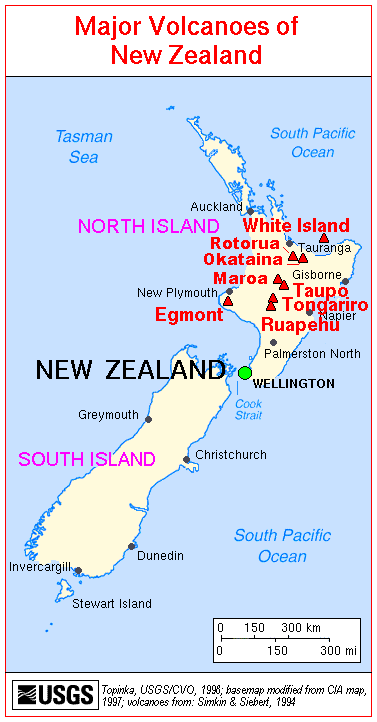 Major Volcanoes of
New Zealand
Tasman
Sea
South Pacific
Ocean
Auckland
NORTH ISLAND
White Island
Rotorua
Tauranga
Okataina
Maroa
Gisborne
New Plymouth
Taupo
Tongariro
Egmont
Napier
Ruapehu
Palmerston North
NEW ZEALAND
WELLINGTON
Cook
Strait
Greymouth
SOUTH ISLAND
Christchurch
South Pacific
Ocean
Dunedin
Invercargill
Stewart Island
0 150 300 km
0 150 300 mi
USGS
Topinka, USGS/CVO, 1998; basemap modified from CIA map,
1997; volcanoes from: Simkin & Siebert, 1994